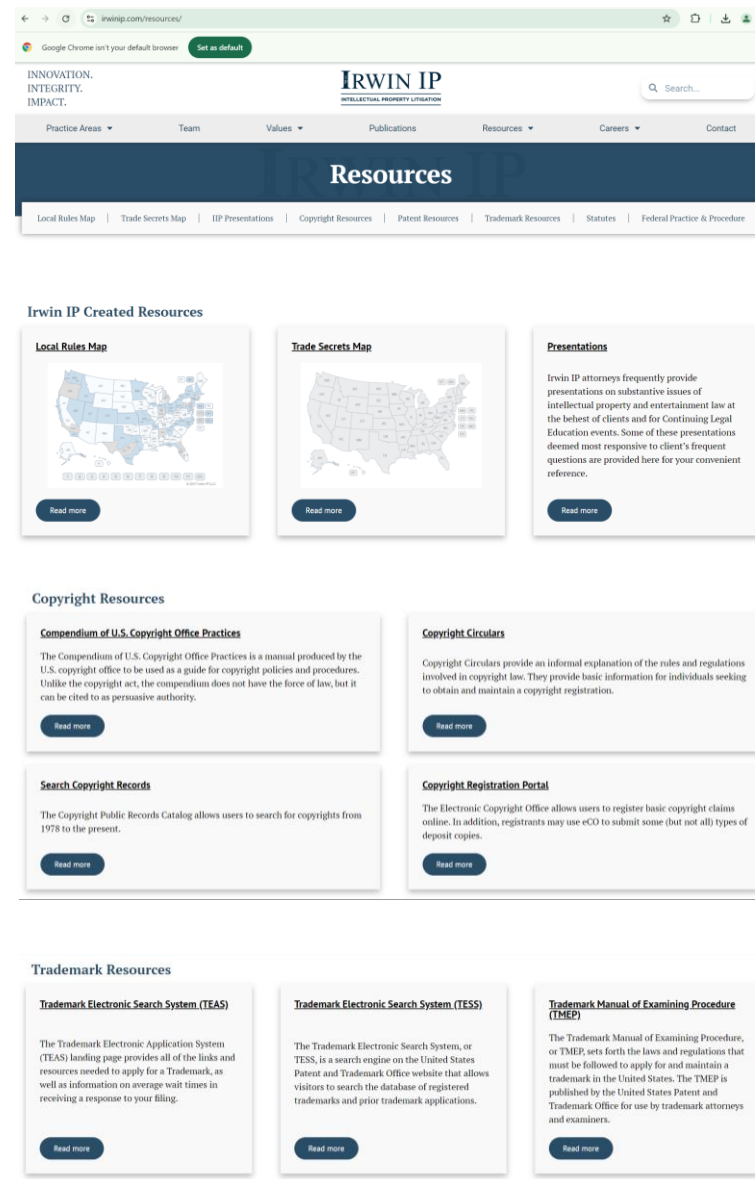 irwinip.com/resources/
Google Chrome isn't your default browser
Set as default
INNOVATION.
INTEGRITY.
IMPACT.
IRWIN IP
INTELLECTUAL PROPERTY LITIGATION
Search...
Practice Areas Team Values Publications Resources Careers Contact
Resources
Local Rules Map | Trade Secrets Map | IIP Presentations | Copyright Resources | Patent Resources | Trademark Resources | Statutes | Federal Practice & Procedure
Irwin IP Created Resources
Local Rules Map
Read more
Trade Secrets Map
Read more
Presentations
Irwin IP attorneys frequently provide
presentations on substantive issues of
intellectual property and entertainment law at
the behest of clients and for Continuing Legal
Education events. Some of these presentations
deemed most responsive to client's frequent
questions are provided here for your convenient
reference.
Read more
Copyright Resources
Compendium of U.S. Copyright Office Practices
The Compendium of U.S. Copyright Office Practices is a manual produced by the
U.S. copyright office to be used as a guide for copyright policies and procedures.
Unlike the copyright act, the compendium does not have the force of law, but it
can be cited to as persuasive authority.
Read more
Copyright Circulars
Copyright Circulars provide an informal explanation of the rules and regulations
involved in copyright law. They provide basic information for individuals seeking
to obtain and maintain a copyright registration.
Read more
Search Copyright Records
The Copyright Public Records Catalog allows users to search for copyrights from
1978 to the present.
Read more
Copyright Registration Portal
The Electronic Copyright Office allows users to register basic copyright claims
online. In addition, registrants may use eCO to submit some (but not all) types of
deposit copies.
Read more
Trademark Resources
Trademark Electronic Search System (TEAS)
The Trademark Electronic Application System
(TEAS) landing page provides all of the links and
resources needed to apply for a Trademark, as
well as information on average wait times in
receiving a response to your filing.
Read more
Trademark Electronic Search System (TESS)
The Trademark Electronic Search System, or
TESS, is a search engine on the United States
Patent and Trademark Office website that allows
visitors to search the database of registered
trademarks and prior trademark applications.
Read more
Trademark Manual of Examining Procedure
(TMEP)
The Trademark Manual of Examining Procedure,
or TMEP, sets forth the laws and regulations that
must be followed to apply for and maintain a
trademark in the United States. The TMEP is
published by the United States Patent and
Trademark Office for use by trademark attorneys
and examiners.
Read more